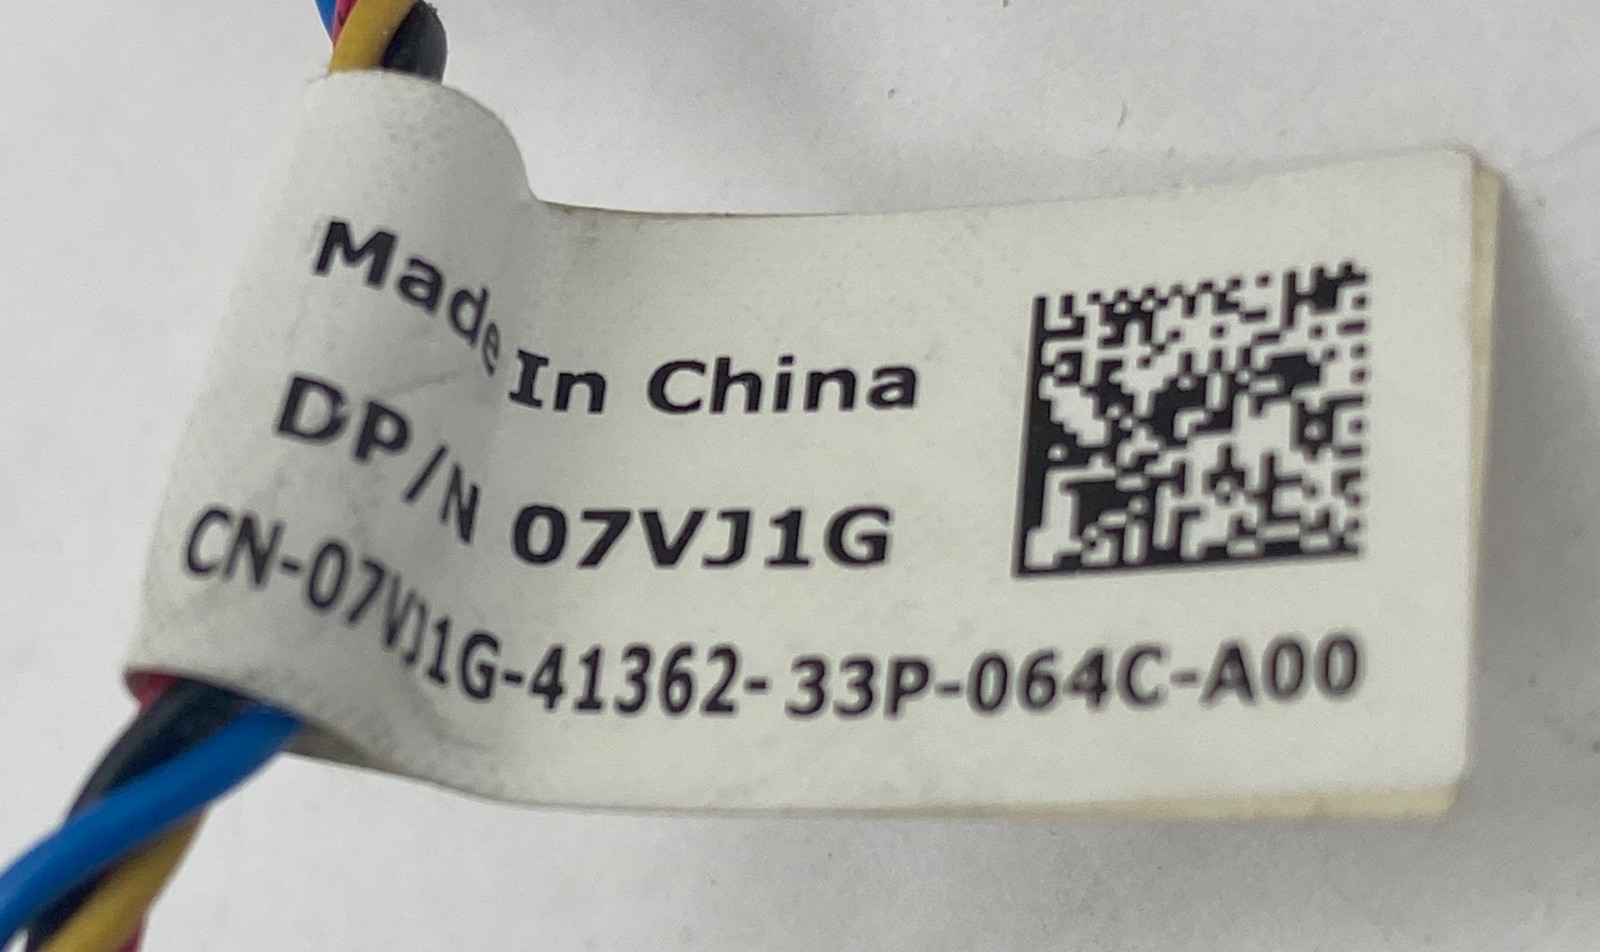 Made In China
DP/N 07VJ1G
CN-07VJ1G-41362-33P-064C-A00